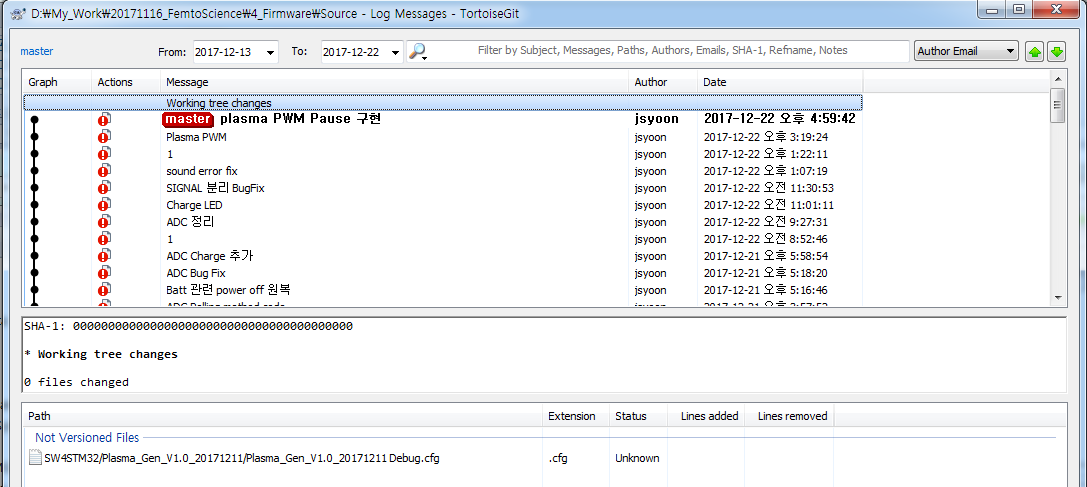 D:\My_Work\20171116_FemtoScience\4_Firmware\Source - Log Messages - TortoiseGit
master From: 2017-12-13 To: 2017-12-22 Filter by Subject, Messages, Paths, Authors, Emails, SHA-1, Refname, Notes Author Email
Graph Actions Message Author Date
Working tree changes
master plasma PWM Pause 구현 jsyoon 2017-12-22 오후 4:59:42
Plasma PWM jsyoon 2017-12-22 오후 3:19:24
1 jsyoon 2017-12-22 오후 1:22:11
sound error fix jsyoon 2017-12-22 오후 1:07:19
SIGNAL 분리 BugFix jsyoon 2017-12-22 오전 11:30:53
Charge LED jsyoon 2017-12-22 오전 11:01:11
ADC 정리 jsyoon 2017-12-22 오전 9:27:31
1 jsyoon 2017-12-22 오전 8:52:46
ADC Charge 추가 jsyoon 2017-12-21 오후 5:58:54
ADC Bug Fix jsyoon 2017-12-21 오후 5:18:20
Batt 관련 power off 원복 jsyoon 2017-12-21 오후 5:16:46
SHA-1: 0000000000000000000000000000000000000000
* Working tree changes
0 files changed
Path Extension Status Lines added Lines removed
Not Versioned Files
SW4STM32/Plasma_Gen_V1.0_20171211/Plasma_Gen_V1.0_20171211 Debug.cfg .cfg Unknown